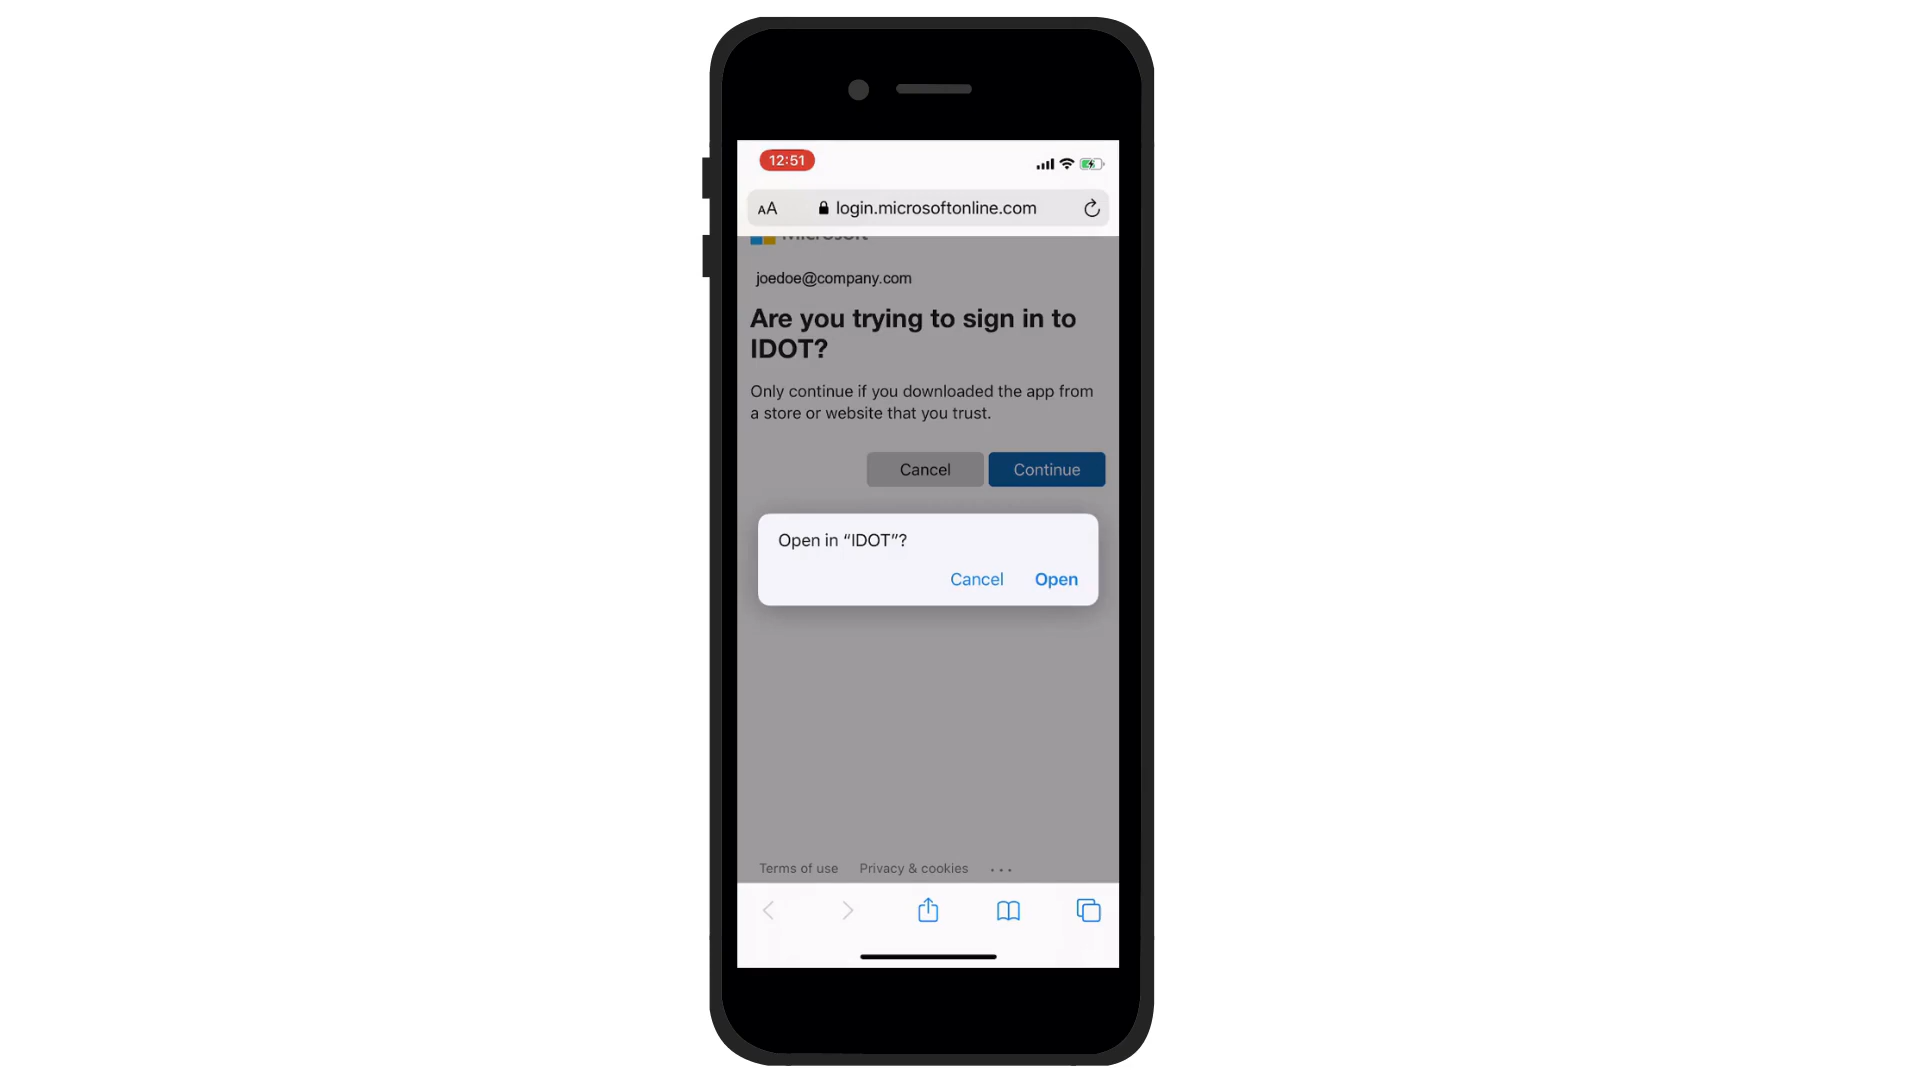 12:51
AA login.microsoftonline.com
Microsoft
joedoe@company.com
Are you trying to sign in to
IDOT?
Only continue if you downloaded the app from
a store or website that you trust.
Cancel Continue
Open in “IDOT”?
Cancel Open
Terms of use Privacy & cookies ...